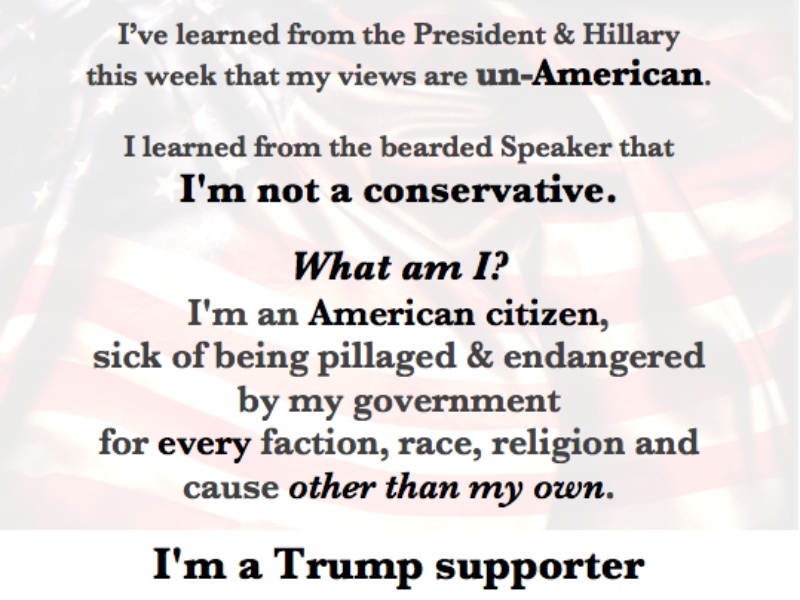 I’ve learned from the President & Hillary
this week that my views are un-American.
I learned from the bearded Speaker that
I'm not a conservative.
What am I?
I'm an American citizen,
sick of being pillaged & endangered
by my government
for every faction, race, religion and
cause other than my own.
I'm a Trump supporter